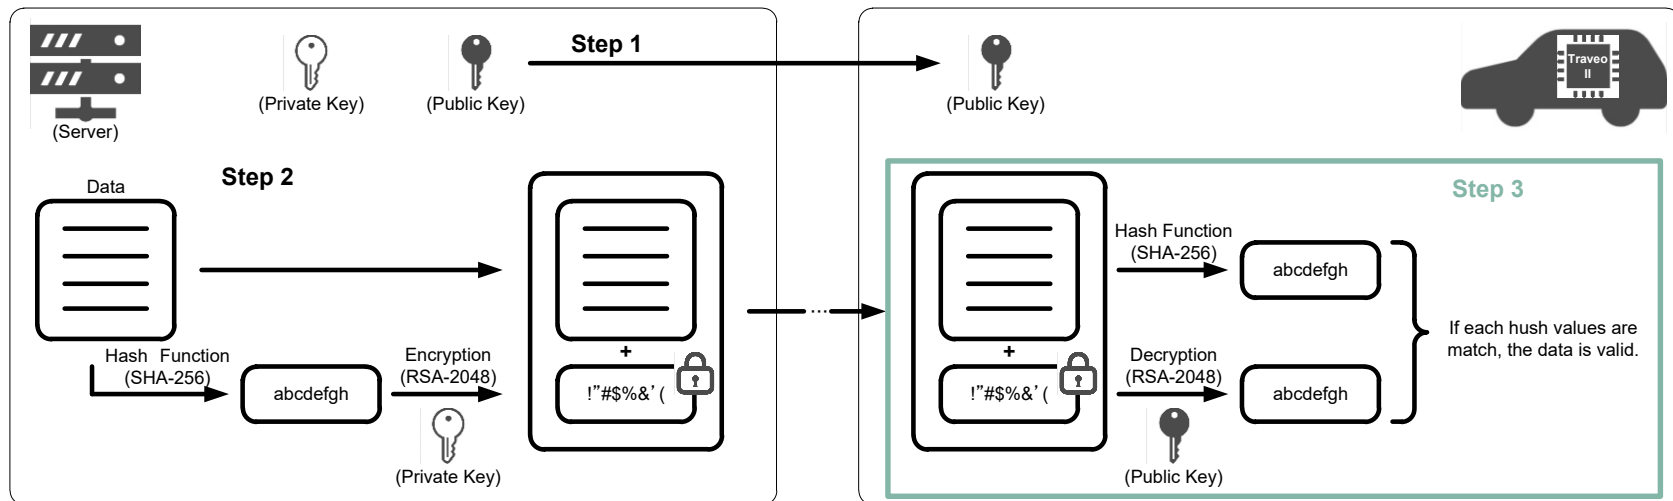 Step 1
(Private Key)
(Public Key)
(Server)
(Public Key)
Traveo
II
Step 2
Data
Hash Function
(SHA-256)
abcdefgh
Encryption
(RSA-2048)
(Private Key)
+
!”#$%&’(
...
Step 3
+
!”#$%&’(
Hash Function
(SHA-256)
abcdefgh
Decryption
(RSA-2048)
(Public Key)
abcdefgh
If each hush values are
match, the data is valid.